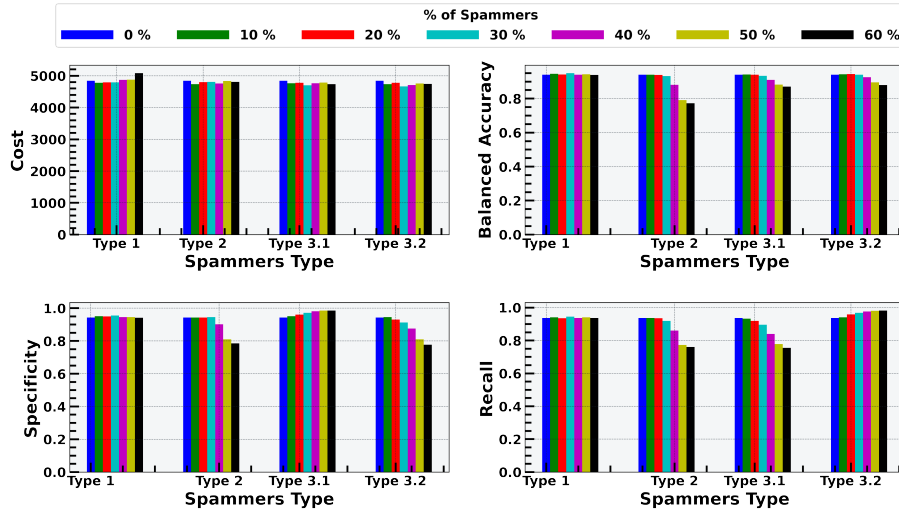 % of Spammers
0 % 10 % 20 % 30 % 40 % 50 % 60 %
Cost
5000
4000
3000
2000
1000
0
Type 1 Type 2 Type 3.1 Type 3.2
Spammers Type
Balanced Accuracy
0.8
0.6
0.4
0.2
0.0
Type 1 Type 2 Type 3.1 Type 3.2
Spammers Type
Specificity
1.0
0.8
0.6
0.4
0.2
0.0
Type 1 Type 2 Type 3.1 Type 3.2
Spammers Type
Recall
1.0
0.8
0.6
0.4
0.2
0.0
Type 1 Type 2 Type 3.1 Type 3.2
Spammers Type